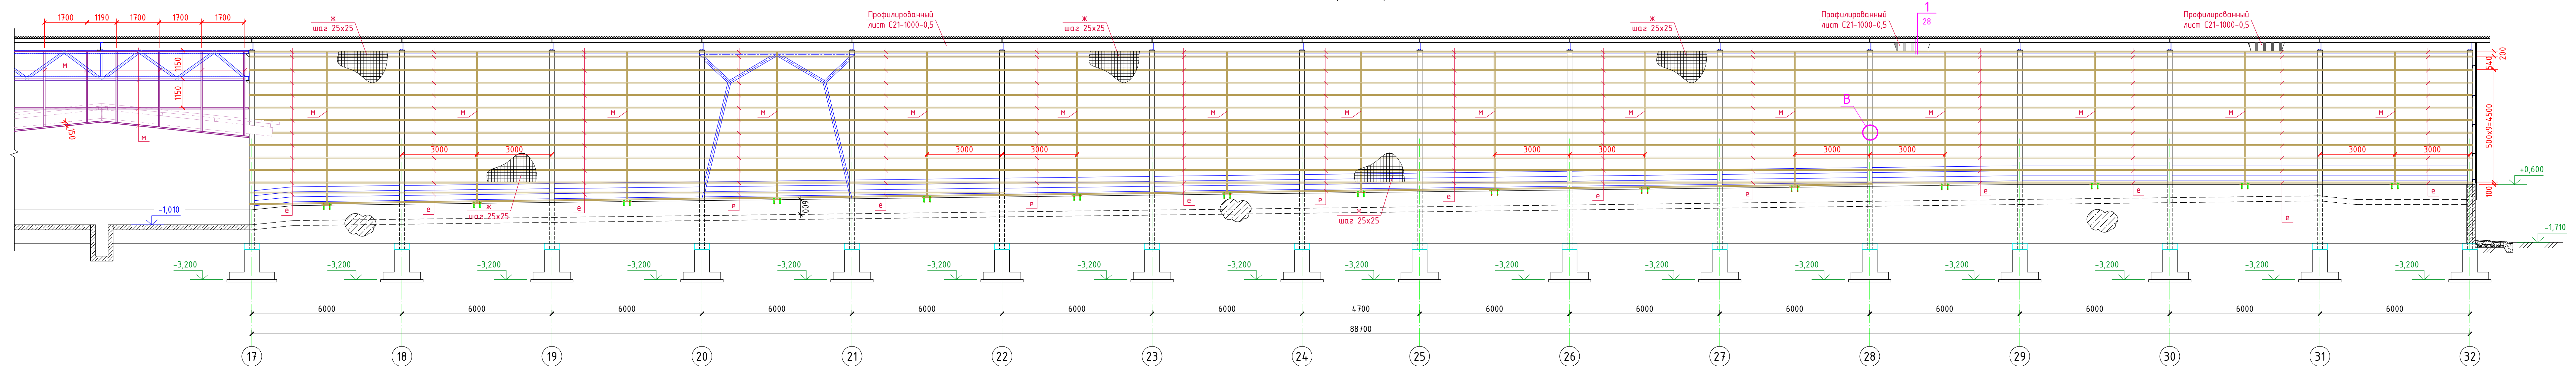 1700 1190 1700 1700 1700
ж
шаг 25x25
Профилированный
лист С21-1000-0,5
ж
шаг 25x25
ж
шаг 25x25
Профилированный
лист С21-1000-0,5
1
28
Профилированный
лист С21-1000-0,5
1150
1150
м
150
м
м м м м м м м м м м м м м м м
540
200
500x9=4500
100
В
3000 3000 3000 3000 3000 3000 3000 3000 3000 3000
+0,600
-1,010
е е е е е е е е е е е е е е е
ж
шаг 25x25
600
ж
шаг 25x25
-1,710
-3,200 -3,200 -3,200 -3,200 -3,200 -3,200 -3,200 -3,200 -3,200 -3,200 -3,200 -3,200 -3,200 -3,200 -3,200 -3,200
6000 6000 6000 6000 6000 6000 6000 4700 6000 6000 6000 6000 6000 6000 6000
88700
17 18 19 20 21 22 23 24 25 26 27 28 29 30 31 32